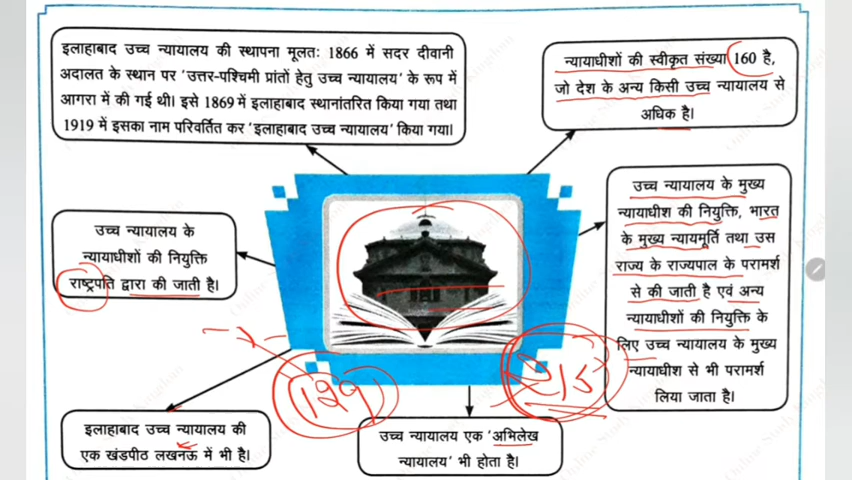 इलाहाबाद उच्च न्यायालय की स्थापना मूलतः 1866 में सदर दीवानी
अदालत के स्थान पर 'उत्तर-पश्चिमी प्रांतों हेतु उच्च न्यायालय' के रूप में
आगरा में की गई थी। इसे 1869 में इलाहाबाद स्थानांतरित किया गया तथा
1919 में इसका नाम परिवर्तित कर 'इलाहाबाद उच्च न्यायालय' किया गया।
न्यायाधीशों की स्वीकृत संख्या 160 है,
जो देश के अन्य किसी उच्च न्यायालय से
अधिक है।
उच्च न्यायालय के
न्यायाधीशों की नियुक्ति
राष्ट्रपति द्वारा की जाती है।
उच्च न्यायालय के मुख्य
न्यायाधीश की नियुक्ति, भारत
के मुख्य न्यायमूर्ति तथा उस
राज्य के राज्यपाल के परामर्श
से की जाती है एवं अन्य
न्यायाधीशों की नियुक्ति के
लिए उच्च न्यायालय के मुख्य
न्यायाधीश से भी परामर्श
लिया जाता है।
215
इलाहाबाद उच्च न्यायालय की
एक खंडपीठ लखनऊ में भी है।
उच्च न्यायालय एक 'अभिलेख
न्यायालय' भी होता है।